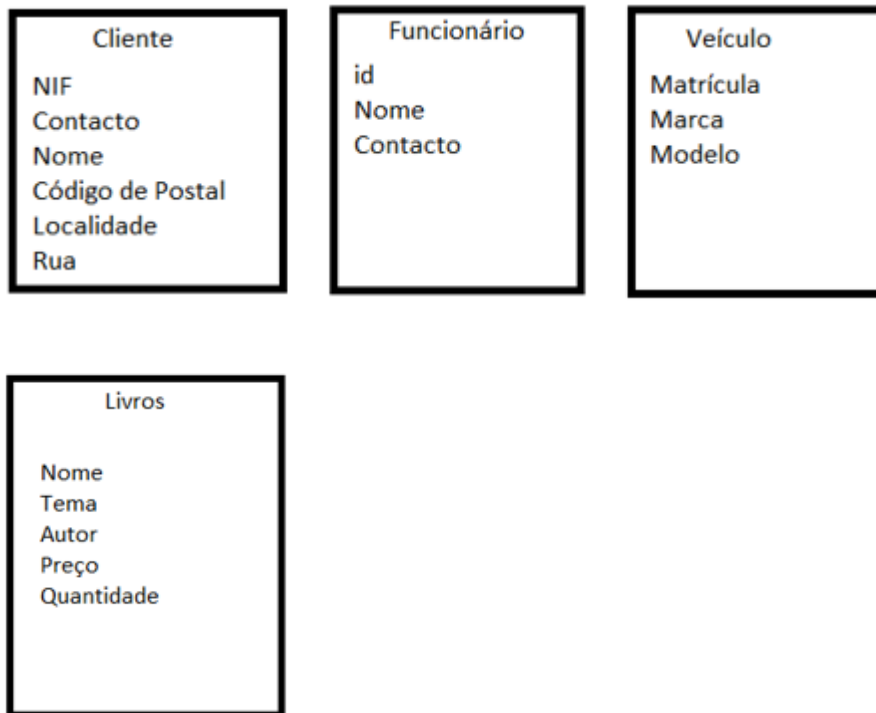 Cliente
NIF
Contacto
Nome
Código de Postal
Localidade
Rua
Funcionário
id
Nome
Contacto
Veículo
Matrícula
Marca
Modelo
Livros
Nome
Tema
Autor
Preço
Quantidade